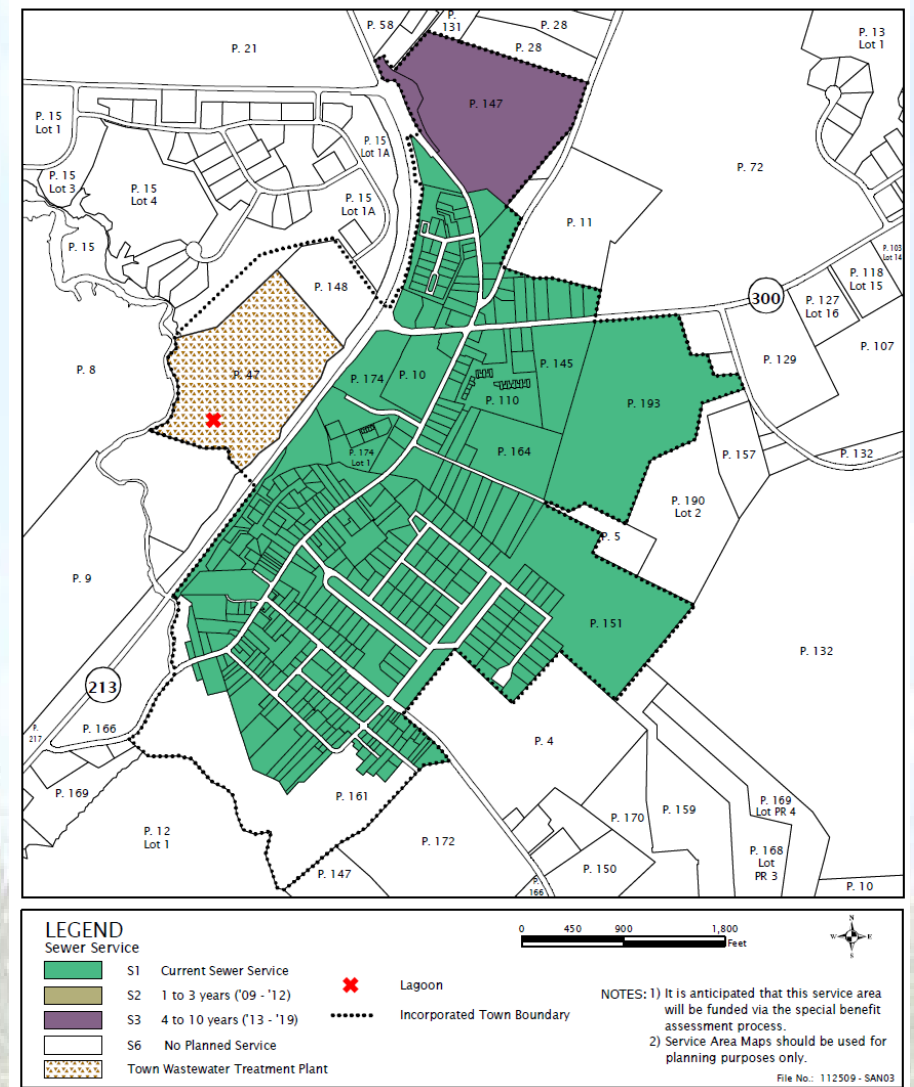 P. 58
P.
131
P. 28
P. 28
P. 13
Lot 1
P. 21
P. 147
P. 15
Lot 1
P. 15
Lot 1A
P. 72
P. 15
Lot 3
P. 15
Lot 4
P. 15
Lot 1A
P. 11
P. 15
P. 103
Lot 14
P. 118
Lot 15
P. 148
300
P. 127
Lot 16
P. 107
P. 8
P. 47
P. 174
P. 10
P. 145
P. 129
P. 110
P. 193
P. 174
Lot 1
P. 164
P. 157
P. 132
P. 190
Lot 2
P. 5
P. 9
P. 151
P. 132
213
P.
217
P. 166
P. 4
P. 169
P. 161
P. 12
Lot 1
P. 172
P. 170
P. 159
P. 169
Lot PR 4
P. 168
Lot
PR 3
P. 147
P. 150
P.
166
P. 10
LEGEND
Sewer Service
S1 Current Sewer Service
S2 1 to 3 years ('09 - '12)
S3 4 to 10 years ('13 - '19)
S6 No Planned Service
Town Wastewater Treatment Plant
Lagoon
Incorporated Town Boundary
0 450 900 1,800
Feet
N
W E
S
NOTES: 1) It is anticipated that this service area
will be funded via the special benefit
assessment process.
2) Service Area Maps should be used for
planning purposes only.
File No.: 112509 - SAN03